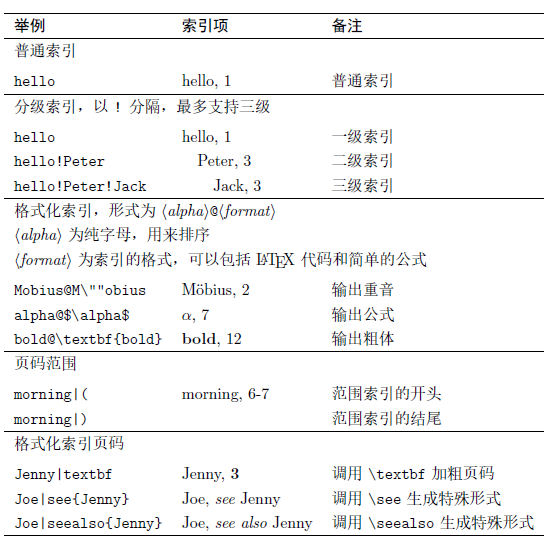 举例 索引项 备注
普通索引
hello hello, 1 普通索引
分级索引，以 ! 分隔，最多支持三级
hello hello, 1 一级索引
hello!Peter Peter, 3 二级索引
hello!Peter!Jack Jack, 3 三级索引
格式化索引，形式为 ⟨alpha⟩@⟨format⟩
⟨alpha⟩ 为纯字母，用来排序
⟨format⟩ 为索引的格式，可以包括 LATEX 代码和简单的公式
Mobius@M\""obius Möbius, 2 输出重音
alpha@$\alpha$ α, 7 输出公式
bold@\textbf{bold} bold, 12 输出粗体
页码范围
morning|( morning, 6-7 范围索引的开头
morning|) 范围索引的结尾
格式化索引页码
Jenny|textbf Jenny, 3 调用 \textbf 加粗页码
Joe|see{Jenny} Joe, see Jenny 调用 \see 生成特殊形式
Joe|seealso{Jenny} Joe, see also Jenny 调用 \seealso 生成特殊形式